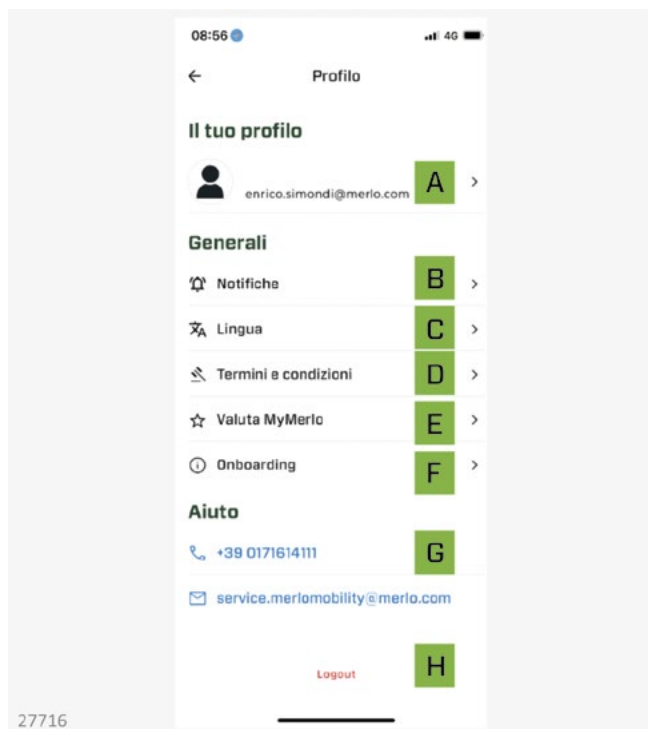 08:56 4G
Profilo
Il tuo profilo
enrico.simondi@merlo.com A
Generali
Notifiche B
Lingua C
Termini e condizioni D
Valuta MyMerlo E
Onboarding F
Aiuto
+39 0171614111 G
service.merlomobility@merlo.com
Logout H
27716